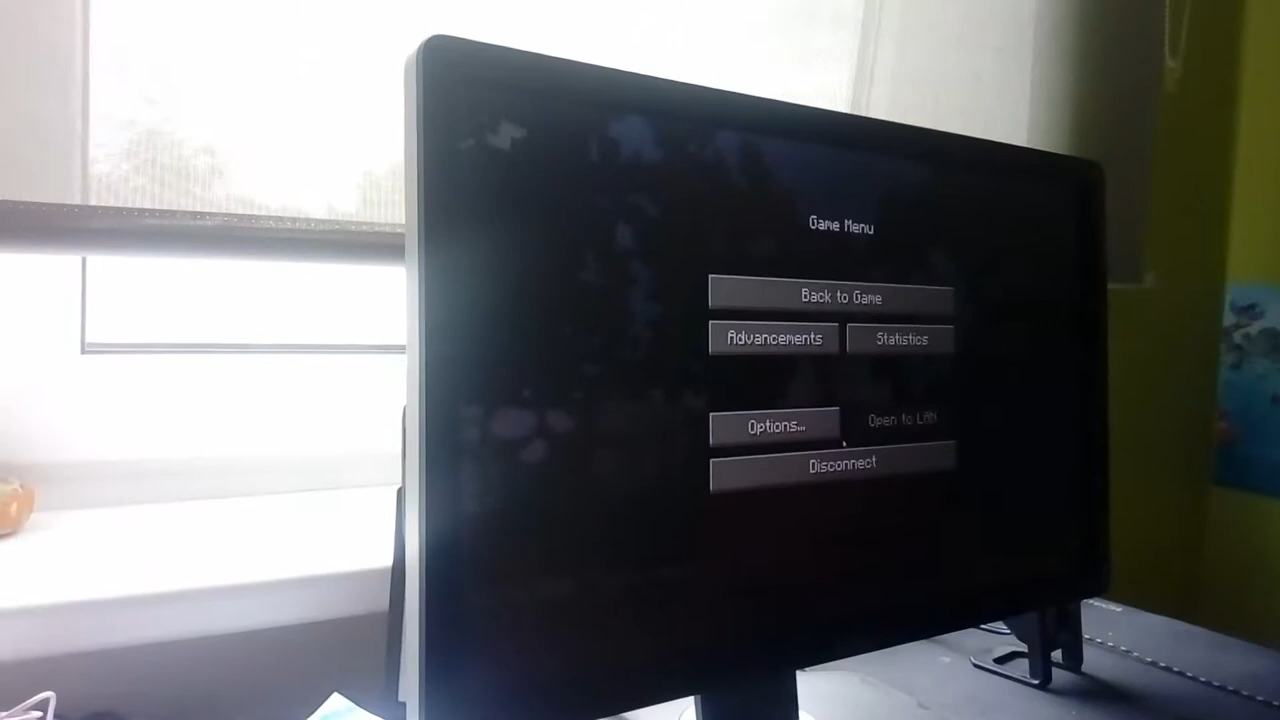 Game Menu
Back to Game
Advancements Statistics
Options... Open to LAN
Disconnect